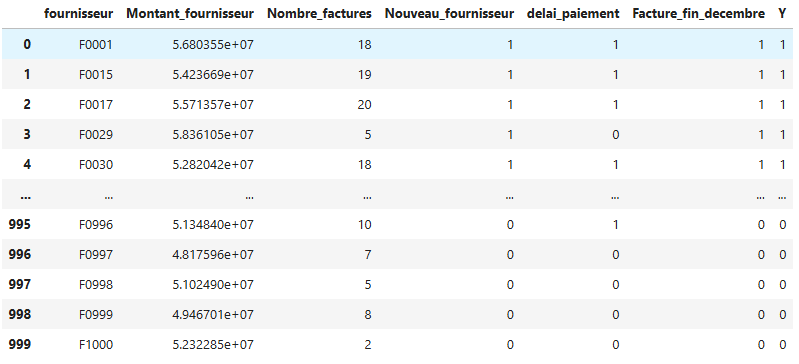 fournisseur Montant_fournisseur Nombre_factures Nouveau_fournisseur delai_paiement Facture_fin_decembre Y
0 F0001 5.680355e+07 18 1 1 1 1
1 F0015 5.423669e+07 19 1 1 1 1
2 F0017 5.571357e+07 20 1 1 1 1
3 F0029 5.836105e+07 5 1 0 1 1
4 F0030 5.282042e+07 18 1 1 1 1
... ... ... ... ... ... ... ...
995 F0996 5.134840e+07 10 0 1 0 0
996 F0997 4.817596e+07 7 0 0 0 0
997 F0998 5.102490e+07 5 0 0 0 0
998 F0999 4.946701e+07 8 0 0 0 0
999 F1000 5.232285e+07 2 0 0 0 0